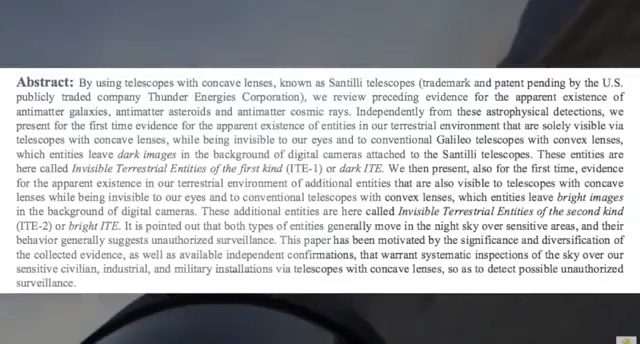 Abstract: By using telescopes with concave lenses, known as Santilli telescopes (trademark and patent pending by the U.S.
publicly traded company Thunder Energies Corporation), we review preceding evidence for the apparent existence of
antimatter galaxies, antimatter asteroids and antimatter cosmic rays. Independently from these astrophysical detections, we
present for the first time evidence for the apparent existence of entities in our terrestrial environment that are solely visible via
telescopes with concave lenses, while being invisible to our eyes and to conventional Galileo telescopes with convex lenses,
which entities leave dark images in the background of digital cameras attached to the Santilli telescopes. These entities are
here called Invisible Terrestrial Entities of the first kind (ITE-1) or dark ITE. We then present, also for the first time, evidence
for the apparent existence in our terrestrial environment of additional entities that are also visible to telescopes with concave
lenses while being invisible to our eyes and to conventional telescopes with convex lenses, which entities leave bright images
in the background of digital cameras. These additional entities are here called Invisible Terrestrial Entities of the second kind
(ITE-2) or bright ITE. It is pointed out that both types of entities generally move in the night sky over sensitive areas, and their
behavior generally suggests unauthorized surveillance. This paper has been motivated by the significance and diversification of
the collected evidence, as well as available independent confirmations, that warrant systematic inspections of the sky over our
sensitive civilian, industrial, and military installations via telescopes with concave lenses, so as to detect possible unauthorized
surveillance.